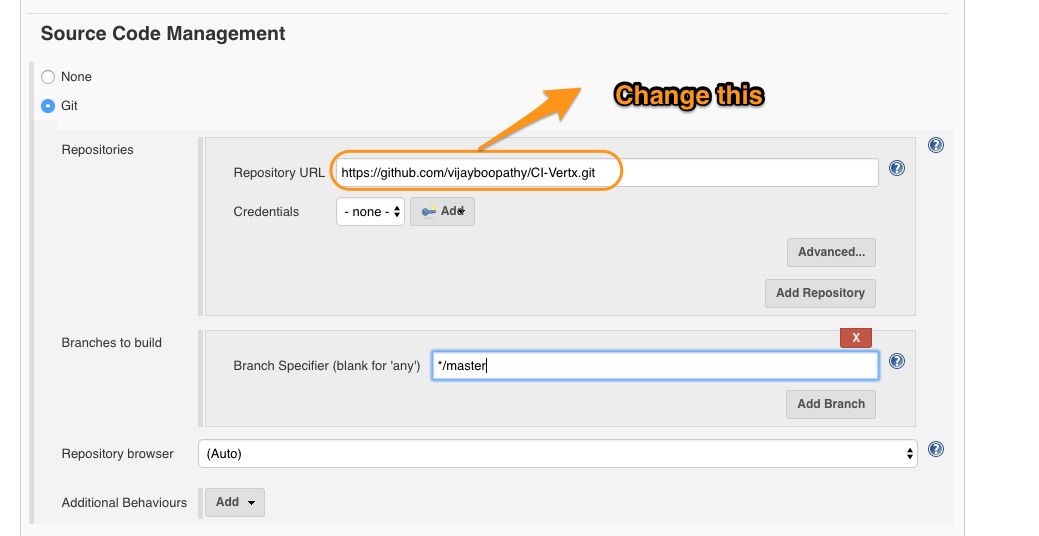 Source Code Management
None
Change this
Git
Repositories
Repository URL https://github.com/vijayboopathy/CI-Vertx.git
Credentials - none - Add
Advanced...
Add Repository
X
Branches to build
Branch Specifier (blank for 'any') */master
Add Branch
Repository browser (Auto)
Additional Behaviours Add